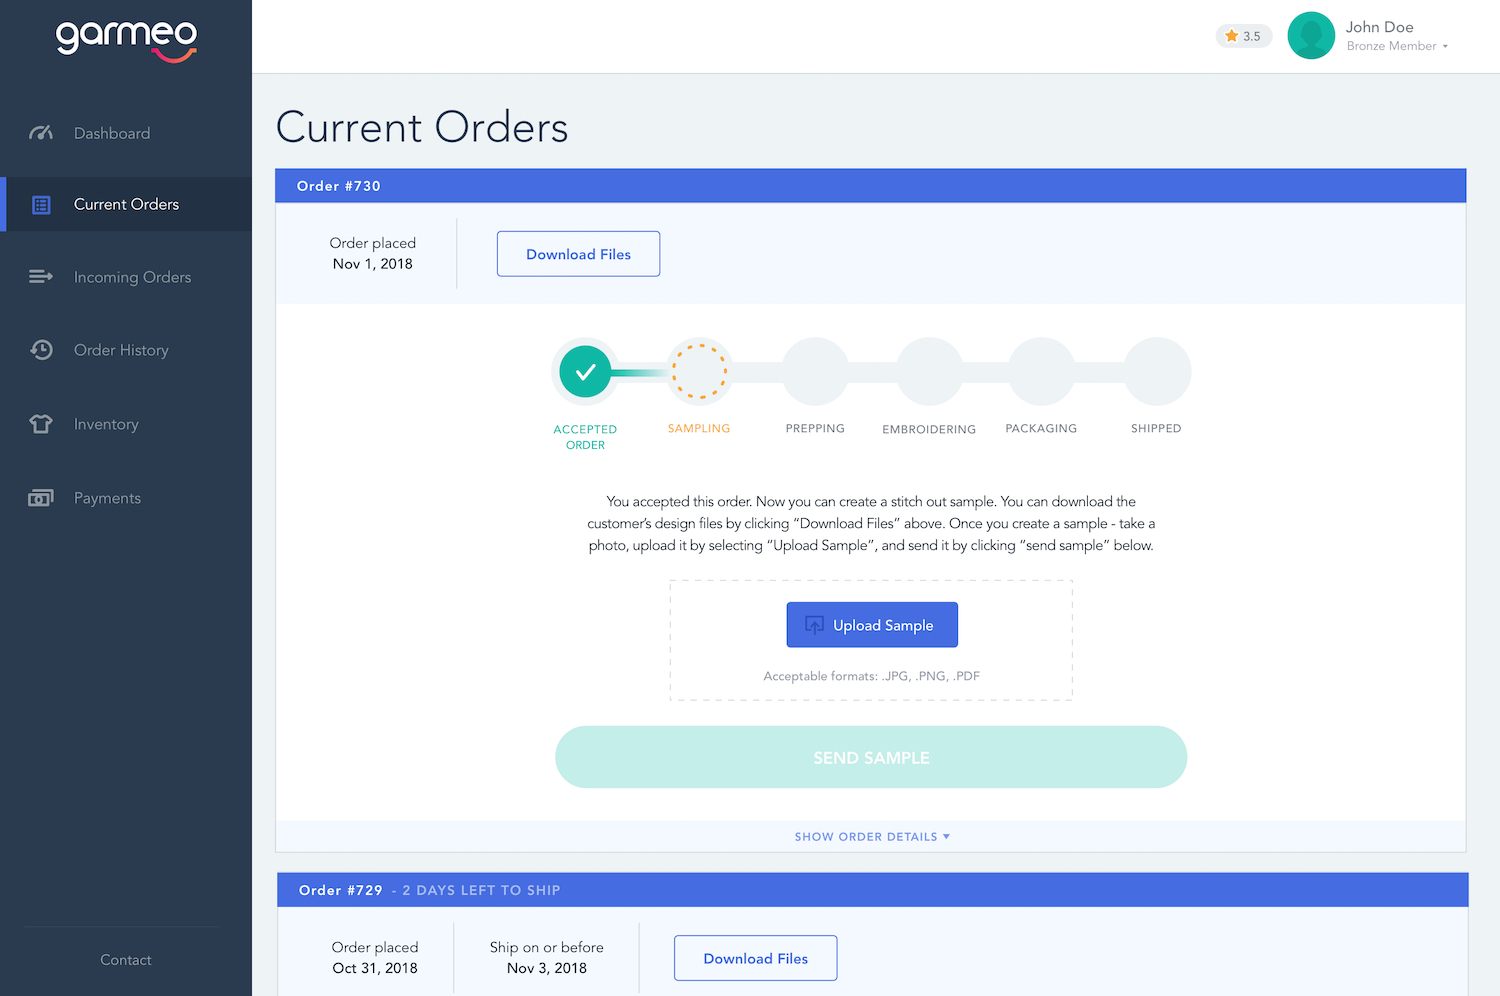 garmeo
3.5
John Doe
Bronze Member
Dashboard
Current Orders
Incoming Orders
Order History
Inventory
Payments
Contact
Current Orders
Order #730
Order placed
Nov 1, 2018
Download Files
ACCEPTED
ORDER
SAMPLING
PREPPING
EMBROIDERING
PACKAGING
SHIPPED
You accepted this order. Now you can create a stitch out sample. You can download the
customer's design files by clicking “Download Files” above. Once you create a sample - take a
photo, upload it by selecting “Upload Sample”, and send it by clicking “send sample” below.
Upload Sample
Acceptable formats: .JPG, .PNG, .PDF
SEND SAMPLE
SHOW ORDER DETAILS
Order #729 - 2 DAYS LEFT TO SHIP
Order placed
Oct 31, 2018
Ship on or before
Nov 3, 2018
Download Files